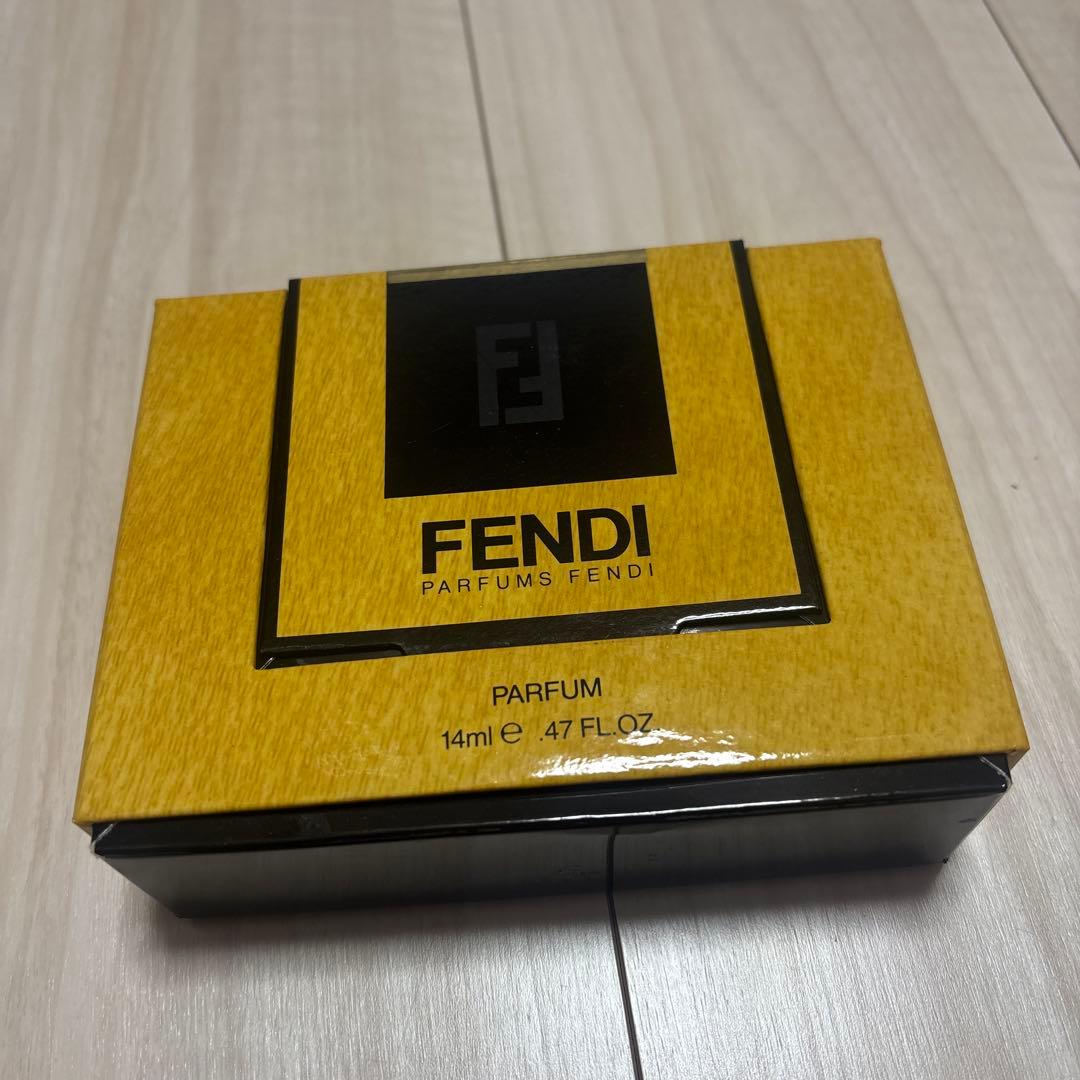 FENDI
PARFUMS FENDI
PARFUM
14ml ℮ .47 FL.OZ.